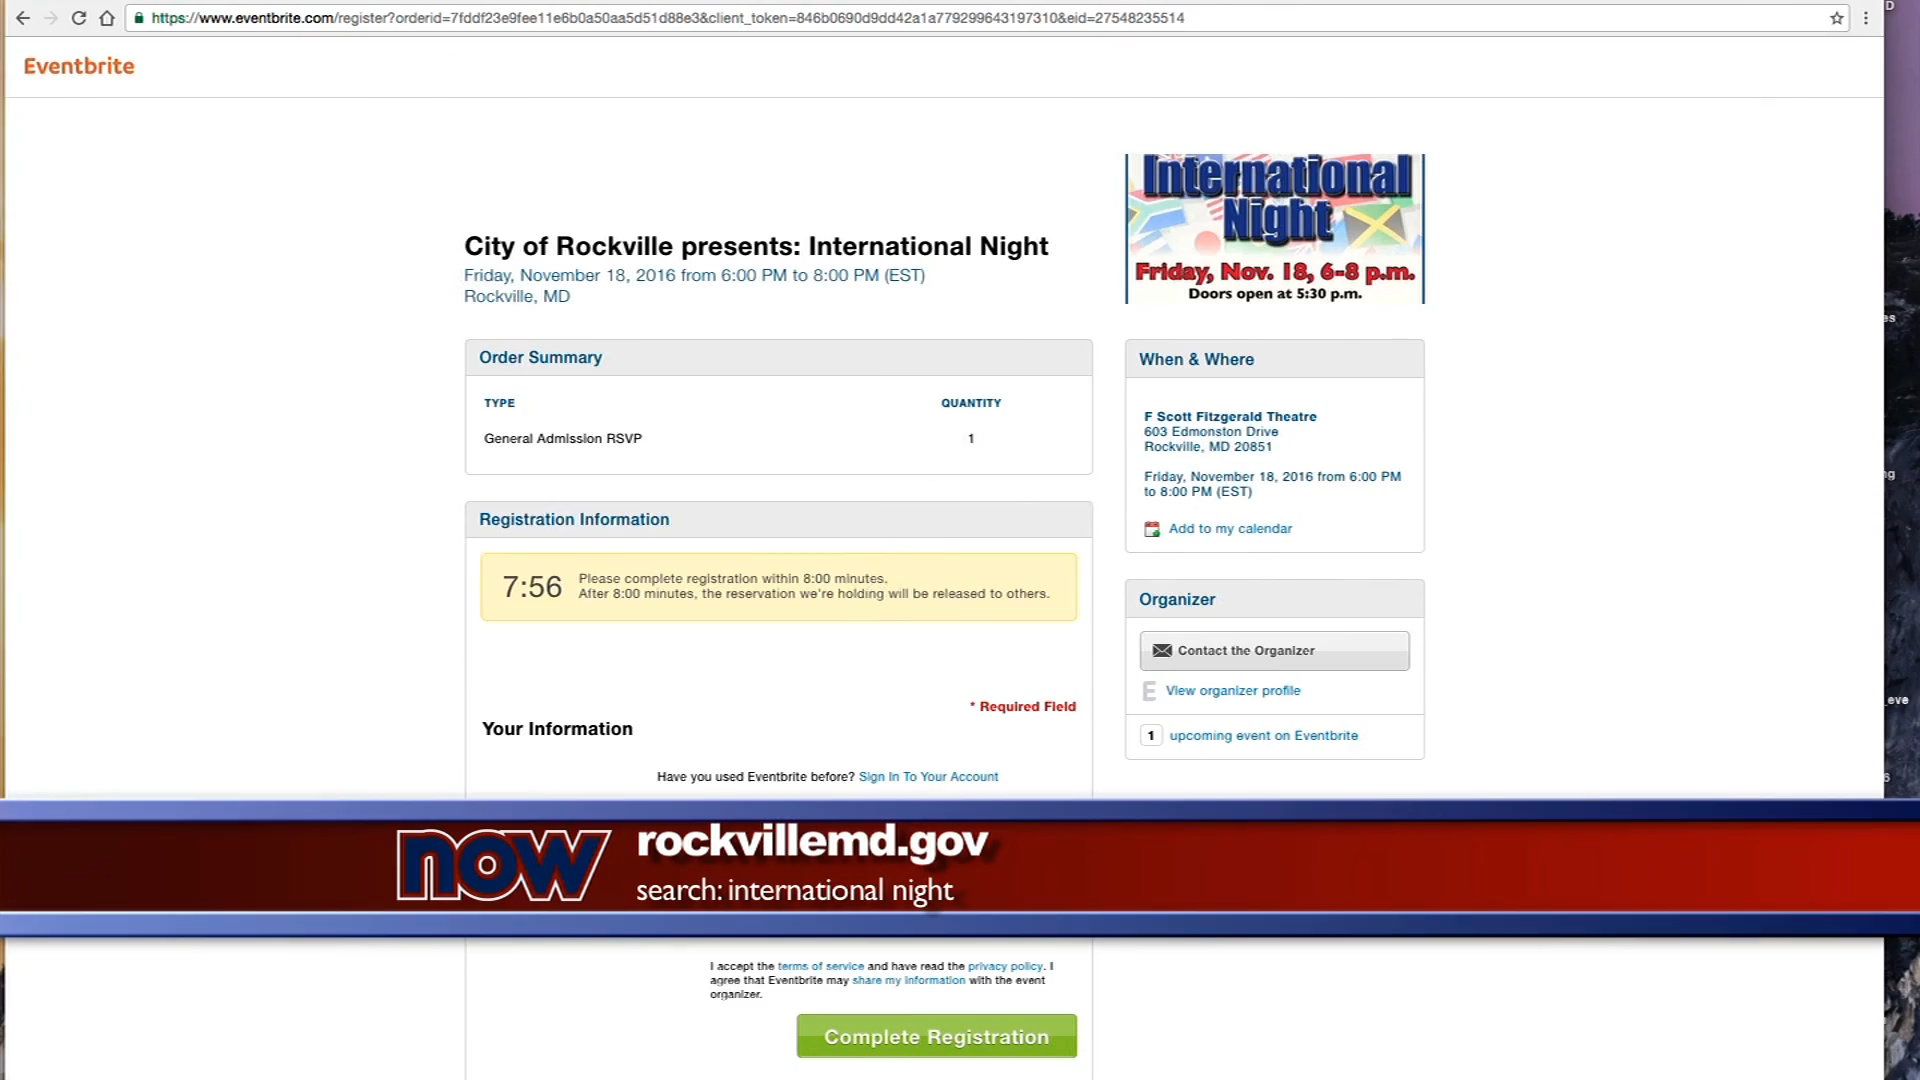 https://www.eventbrite.com/register?orderid=7fddf23e9fee11e6b0a50aa5d51d88e3&client_token=846b0690d9dd42a1a779299643197310&eid=27548235514
Eventbrite
International
Night
Friday, Nov. 18, 6-8 p.m.
Doors open at 5:30 p.m.
City of Rockville presents: International Night
Friday, November 18, 2016 from 6:00 PM to 8:00 PM (EST)
Rockville, MD
Order Summary
TYPE QUANTITY
General Admission RSVP 1
When & Where
F Scott Fitzgerald Theatre
603 Edmonston Drive
Rockville, MD 20851
Friday, November 18, 2016 from 6:00 PM
to 8:00 PM (EST)
Add to my calendar
Registration Information
7:56
Please complete registration within 8:00 minutes.
After 8:00 minutes, the reservation we're holding will be released to others.
Organizer
Contact the Organizer
E View organizer profile
1 upcoming event on Eventbrite
* Required Field
Your Information
Have you used Eventbrite before? Sign In To Your Account
now
rockvillemd.gov
search: international night
I accept the terms of service and have read the privacy policy. I
agree that Eventbrite may share my information with the event
organizer.
Complete Registration